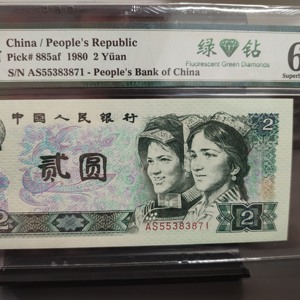 China / People's Republic
Pick# 885af 1980 2 Yüan
S/N AS55383871 - People's Bank of China
绿 钻
Fluorescent Green Diamonds
6
Superb
中国人民银行
2
贰圆
2
2
AS55383871